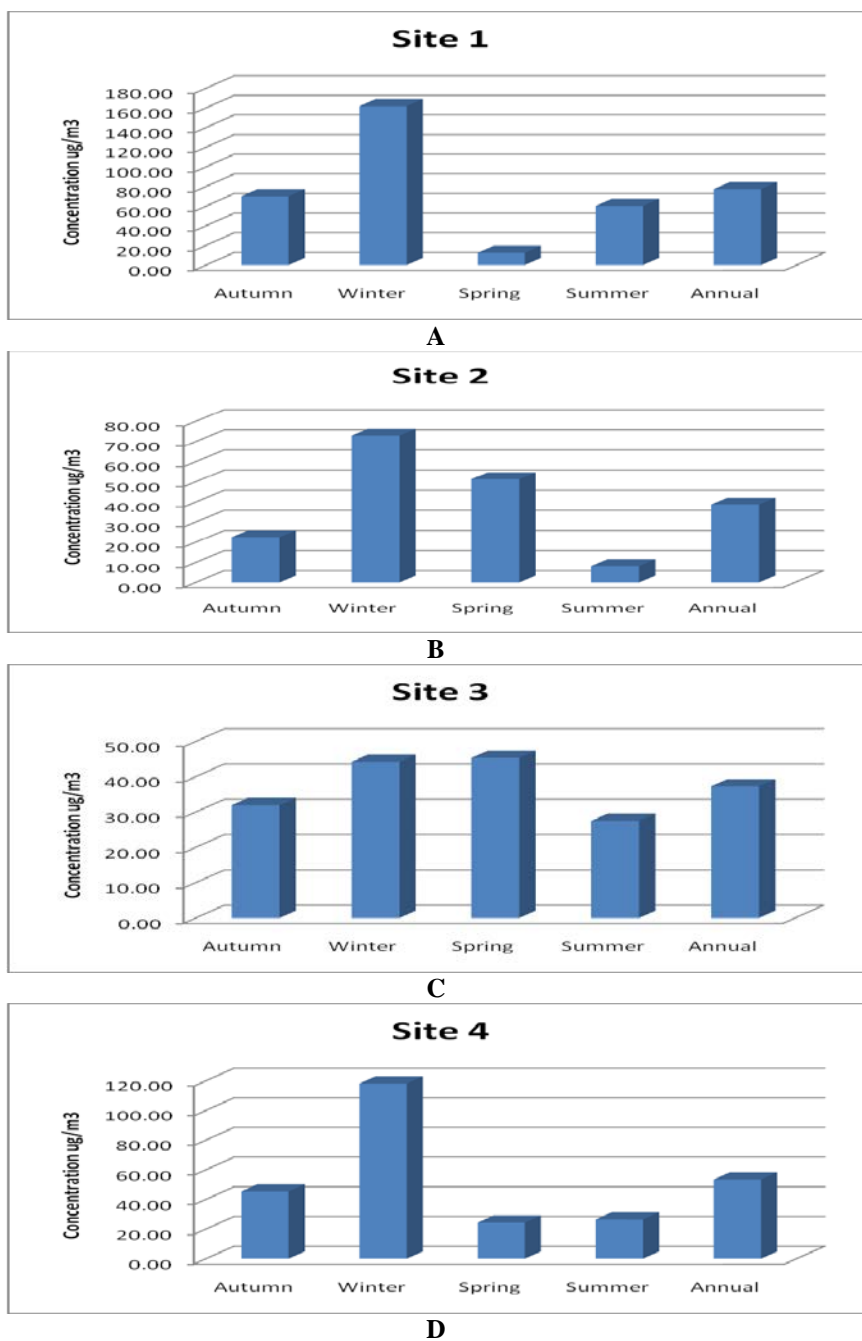 Site 1
Concentration ug/m3
180.00
160.00
140.00
120.00
100.00
80.00
60.00
40.00
20.00
0.00
Autumn Winter Spring Summer Annual
A
Site 2
Concentration ug/m3
80.00
70.00
60.00
50.00
40.00
30.00
20.00
10.00
0.00
Autumn Winter Spring Summer Annual
B
Site 3
Concentration ug/m3
50.00
40.00
30.00
20.00
10.00
0.00
Autumn Winter Spring Summer Annual
C
Site 4
Concentration ug/m3
120.00
100.00
80.00
60.00
40.00
20.00
0.00
Autumn Winter Spring Summer Annual
D